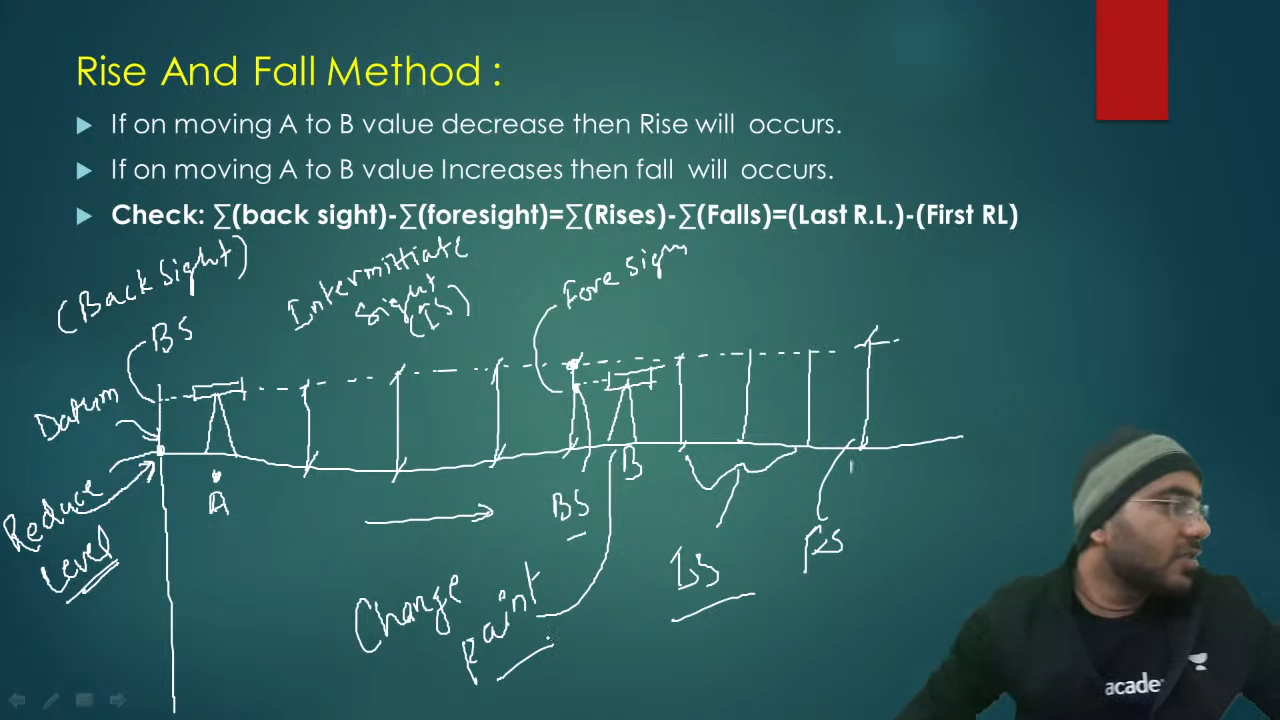 Rise And Fall Method :
If on moving A to B value decrease then Rise will occurs.
If on moving A to B value Increases then fall will occurs.
Check: ∑(back sight)-∑(foresight)=∑(Rises)-∑(Falls)=(Last R.L.)-(First RL)
(Back sight)
BS
Intermittiate
Sight
(IS)
Fore sigh
Datum
Reduce
Level
A
B
BS
Change
Point
ISs
FS
acade